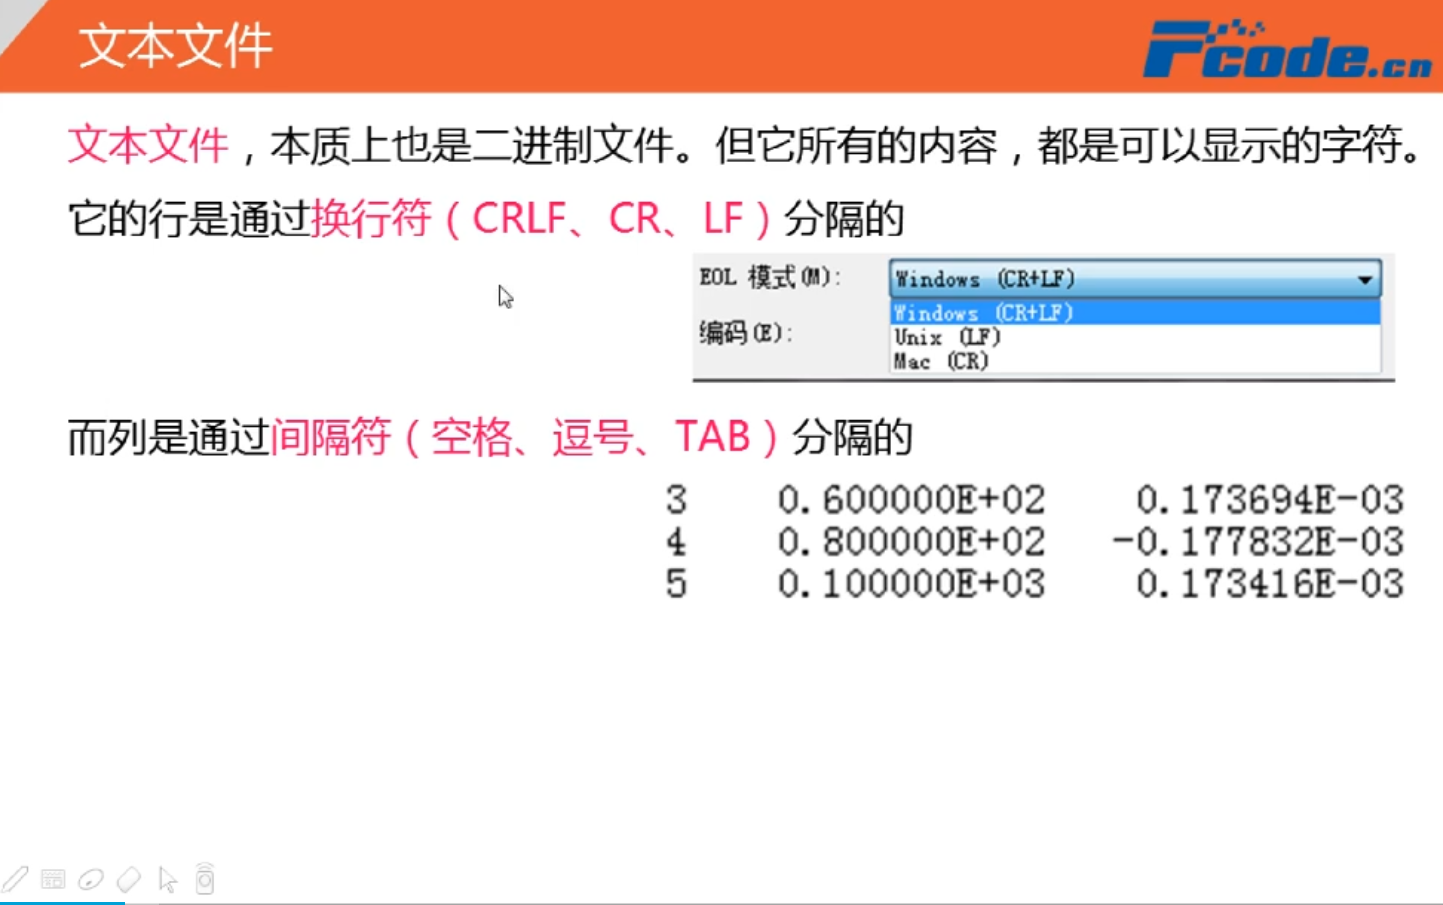 文本文件
Fcode.cn
文本文件，本质上也是二进制文件。但它所有的内容，都是可以显示的字符。
它的行是通过换行符（CRLF、CR、LF）分隔的
EOL 模式(M): Windows (CR+LF)
Windows (CR+LF)
编码(E):
Unix (LF)
Mac (CR)
而列是通过间隔符（空格、逗号、TAB）分隔的
3 0.600000E+02 0.173694E-03
4 0.800000E+02 -0.177832E-03
5 0.100000E+03 0.173416E-03